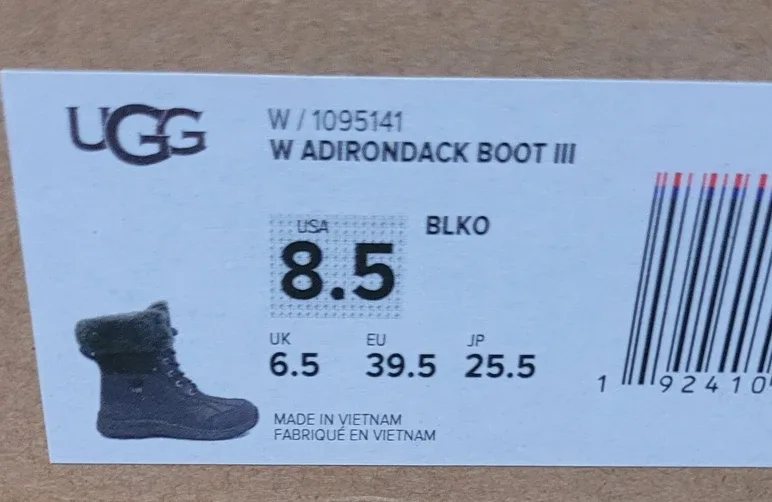 UGG
W / 1095141
W ADIRONDACK BOOT III
USA
8.5
BLKO
UK EU JP
6.5 39.5 25.5
MADE IN VIETNAM
FABRIQUÉ EN VIETNAM
1 92410